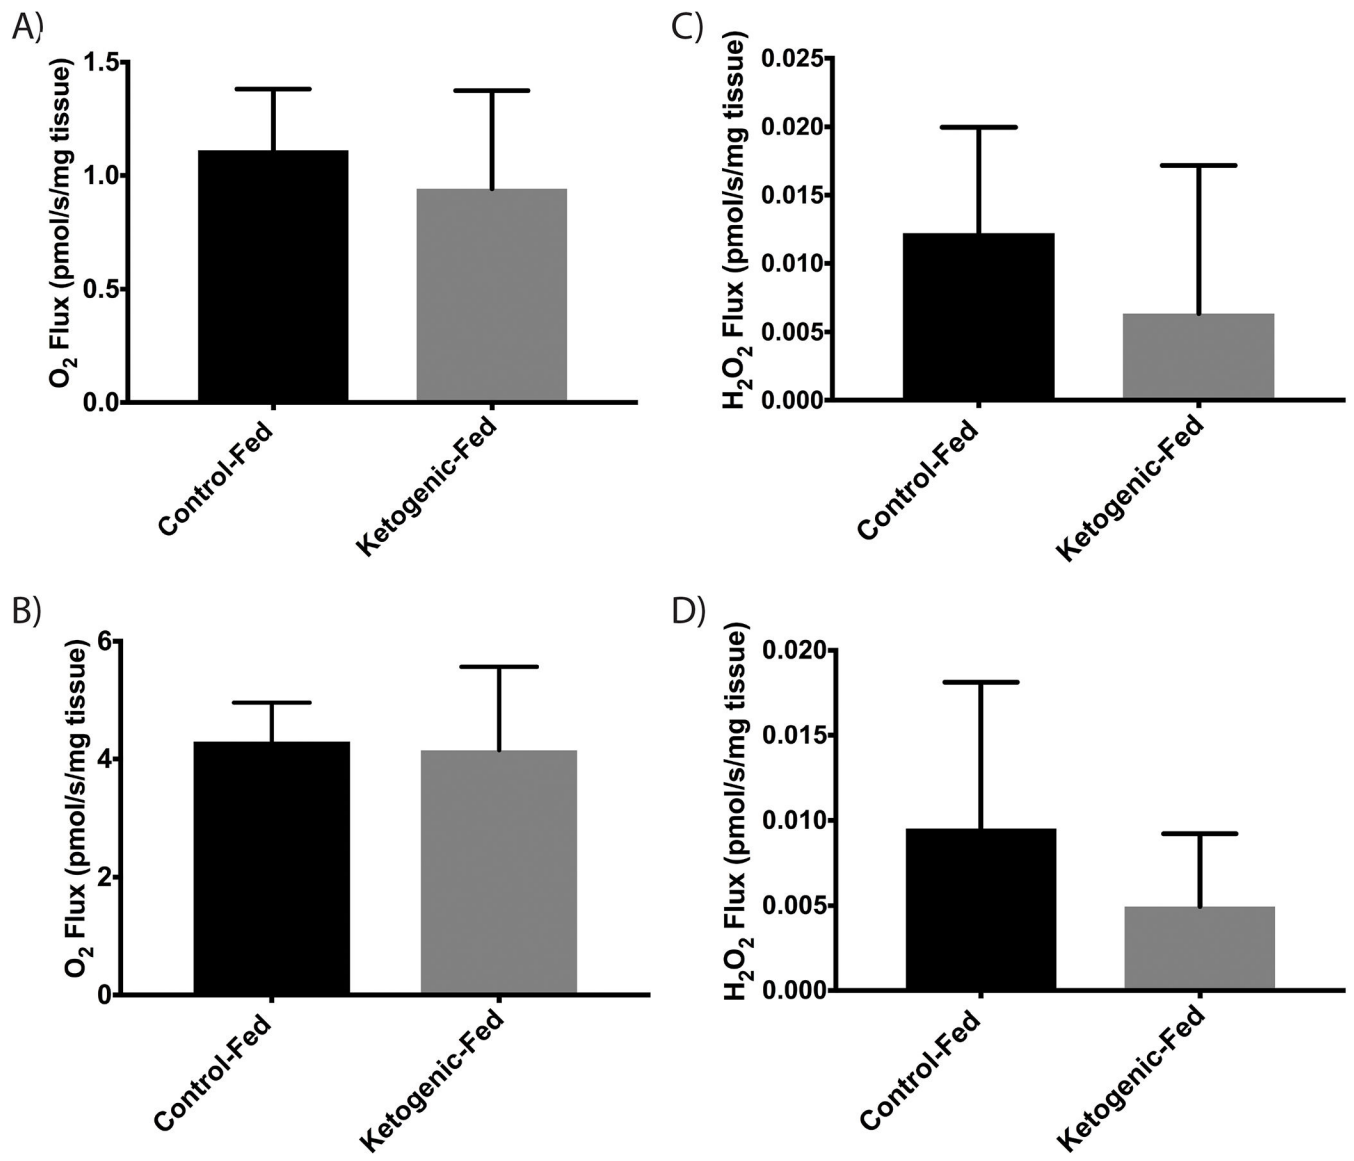 A)
O₂ Flux (pmol/s/mg tissue)
1.5
1.0
0.5
0.0
Control-Fed
Ketogenic-Fed
C)
H₂O₂ Flux (pmol/s/mg tissue)
0.025
0.020
0.015
0.010
0.005
0.000
Control-Fed
Ketogenic-Fed
B)
O₂ Flux (pmol/s/mg tissue)
6
4
2
0
Control-Fed
Ketogenic-Fed
D)
H₂O₂ Flux (pmol/s/mg tissue)
0.020
0.015
0.010
0.005
0.000
Control-Fed
Ketogenic-Fed